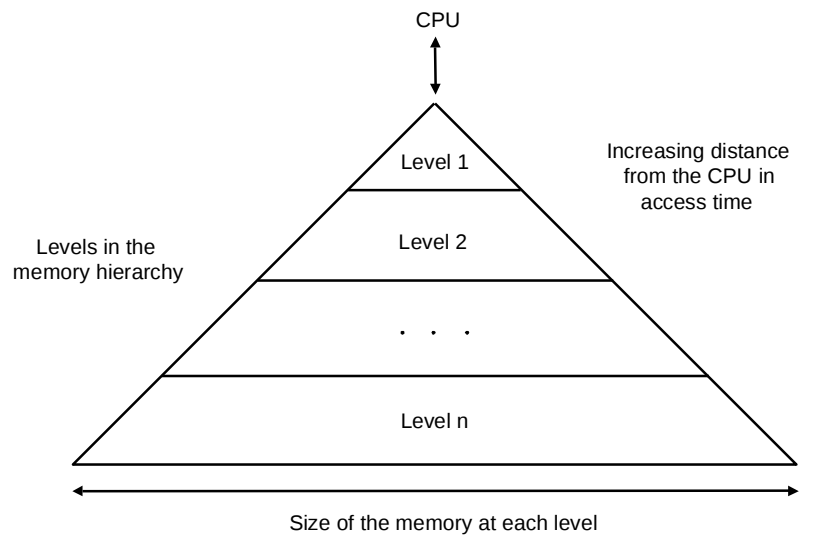 CPU
Level 1
Increasing distance
from the CPU in
access time
Level 2
Levels in the
memory hierarchy
. . .
Level n
Size of the memory at each level